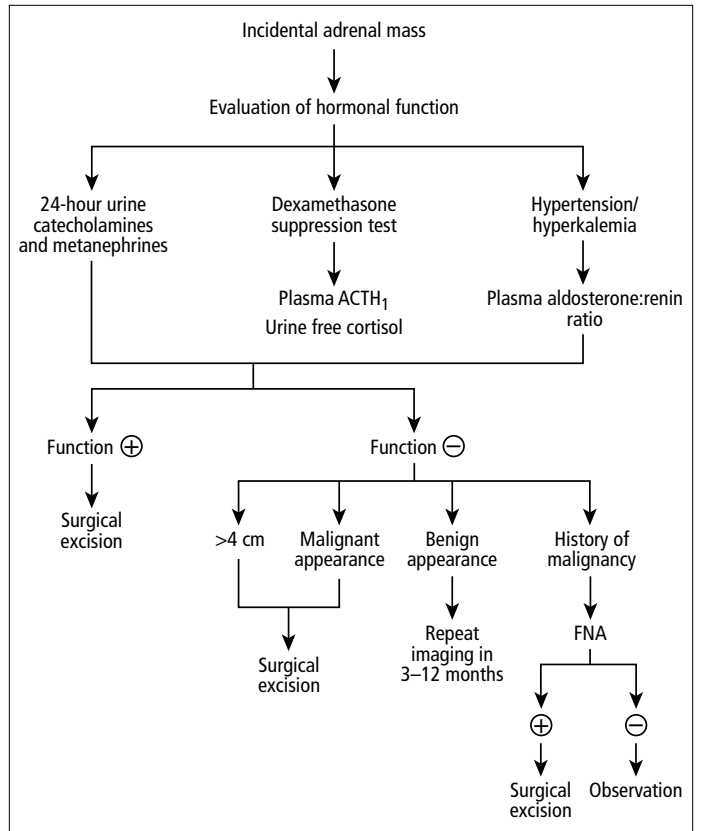 Incidental adrenal mass
Evaluation of hormonal function
24-hour urine
catecholamines
and metanephrines
Dexamethasone
suppression test
Hypertension/
hyperkalemia
Plasma ACTH₁
Urine free cortisol
Plasma aldosterone:renin
ratio
Function ⊕
Function ⊖
Surgical
excision
>4 cm
Malignant
appearance
Benign
appearance
History of
malignancy
Surgical
excision
Repeat
imaging in
3–12 months
FNA
⊕
⊖
Surgical
excision
Observation